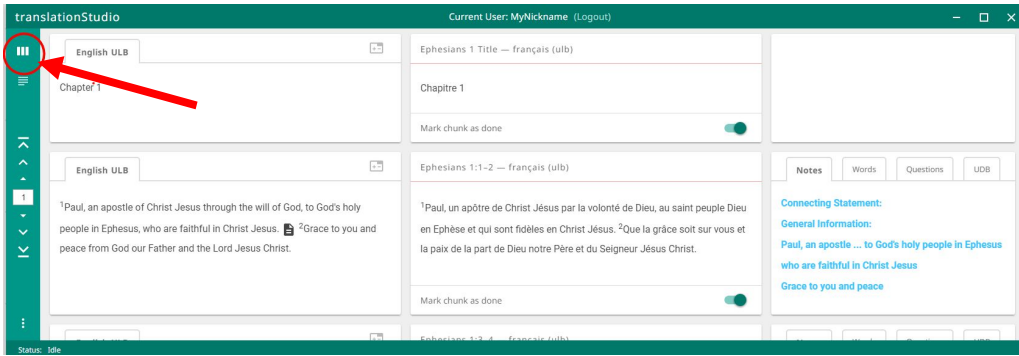 translationStudio
Current User: MyNickname (Logout)
English ULB
Chapter 1
Ephesians 1 Title — français (ulb)
Chapitre 1
Mark chunk as done
1
English ULB
¹Paul, an apostle of Christ Jesus through the will of God, to God's holy
people in Ephesus, who are faithful in Christ Jesus. ²Grace to you and
peace from God our Father and the Lord Jesus Christ.
Ephesians 1:1–2 — français (ulb)
¹Paul, un apôtre de Christ Jésus par la volonté de Dieu, au saint peuple Dieu
en Ephèse et qui sont fidèles en Christ Jésus. ²Que la grâce soit sur vous et
la paix de la part de Dieu notre Père et du Seigneur Jésus Christ.
Mark chunk as done
Notes Words Questions UDB
Connecting Statement:
General Information:
Paul, an apostle ... to God's holy people in Ephesus
who are faithful in Christ Jesus
Grace to you and peace
Ephesians 1:3–4 — français (ulb)
Status: Idle